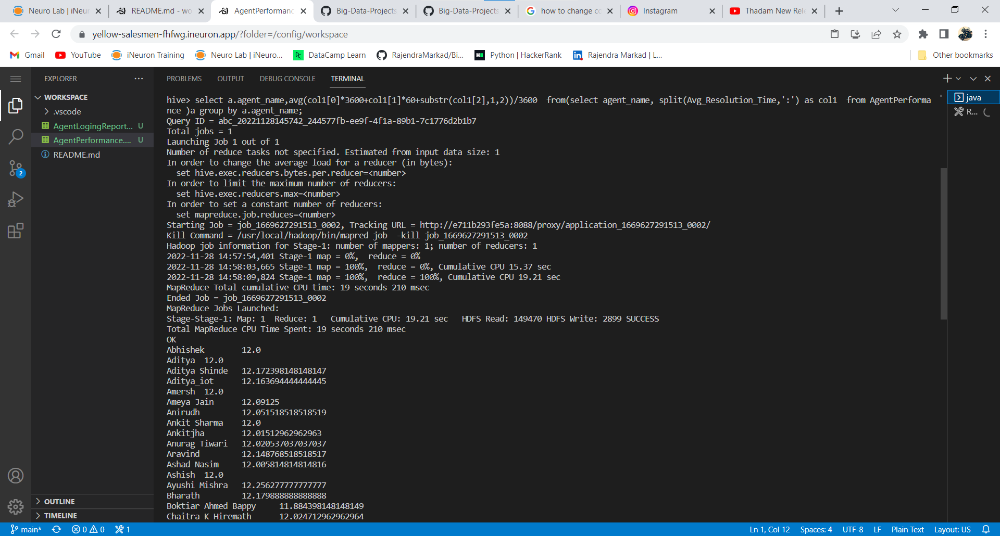 Neuro Lab | iNeur
README.md - wo
AgentPerformanc
Big-Data-Projects
Big-Data-Projects
how to change co
Instagram
Thadam New Rele
yellow-salesmen-fhfwg.ineuron.app/?folder=/config/workspace
Gmail
YouTube
iNeuron Training
Neuro Lab | iNeuro...
DataCamp Learn
RajendraMarkad/Bi...
Python | HackerRank
Rajendra Markad | L...
Other bookmarks
EXPLORER
PROBLEMS OUTPUT DEBUG CONSOLE TERMINAL
WORKSPACE
.vscode
AgentLogingReport... U
AgentPerformance.... U
README.md
2
OUTLINE
TIMELINE
hive> select a.agent_name,avg(col1[0]*3600+col1[1]*60+substr(col1[2],1,2))/3600  from(select agent_name, split(Avg_Resolution_Time,':') as col1  from AgentPerforma
nce )a group by a.agent_name;
Query ID = abc_20221128145742_244577fb-ee9f-4f1a-89b1-7c1776d2b1b7
Total jobs = 1
Launching Job 1 out of 1
Number of reduce tasks not specified. Estimated from input data size: 1
In order to change the average load for a reducer (in bytes):
  set hive.exec.reducers.bytes.per.reducer=<number>
In order to limit the maximum number of reducers:
  set hive.exec.reducers.max=<number>
In order to set a constant number of reducers:
  set mapreduce.job.reduces=<number>
Starting Job = job_1669627291513_0002, Tracking URL = http://e711b293fe5a:8088/proxy/application_1669627291513_0002/
Kill Command = /usr/local/hadoop/bin/mapred job  -kill job_1669627291513_0002
Hadoop job information for Stage-1: number of mappers: 1; number of reducers: 1
2022-11-28 14:57:54,401 Stage-1 map = 0%,  reduce = 0%
2022-11-28 14:58:03,665 Stage-1 map = 100%,  reduce = 0%, Cumulative CPU 15.37 sec
2022-11-28 14:58:09,824 Stage-1 map = 100%,  reduce = 100%, Cumulative CPU 19.21 sec
MapReduce Total cumulative CPU time: 19 seconds 210 msec
Ended Job = job_1669627291513_0002
MapReduce Jobs Launched:
Stage-Stage-1: Map: 1  Reduce: 1   Cumulative CPU: 19.21 sec   HDFS Read: 149470 HDFS Write: 2899 SUCCESS
Total MapReduce CPU Time Spent: 19 seconds 210 msec
OK
Abhishek        12.0
Aditya  12.0
Aditya Shinde   12.172398148148147
Aditya_iot      12.163694444444445
Amersh  12.0
Ameya Jain      12.09125
Anirudh         12.051518518518519
Ankit Sharma    12.0
Ankitjha        12.01512962962963
Anurag Tiwari   12.020537037037037
Aravind         12.148768518518517
Ashad Nasim     12.005814814814816
Ashish  12.0
Ayushi Mishra   12.256277777777777
Bharath         12.179888888888888
Boktiar Ahmed Bappy     11.884398148148149
Chaitra K Hiremath      12.024712962962964
java
R...
main*
0 0
1
Ln 1, Col 12
Spaces: 4
UTF-8
LF
Plain Text
Layout: US